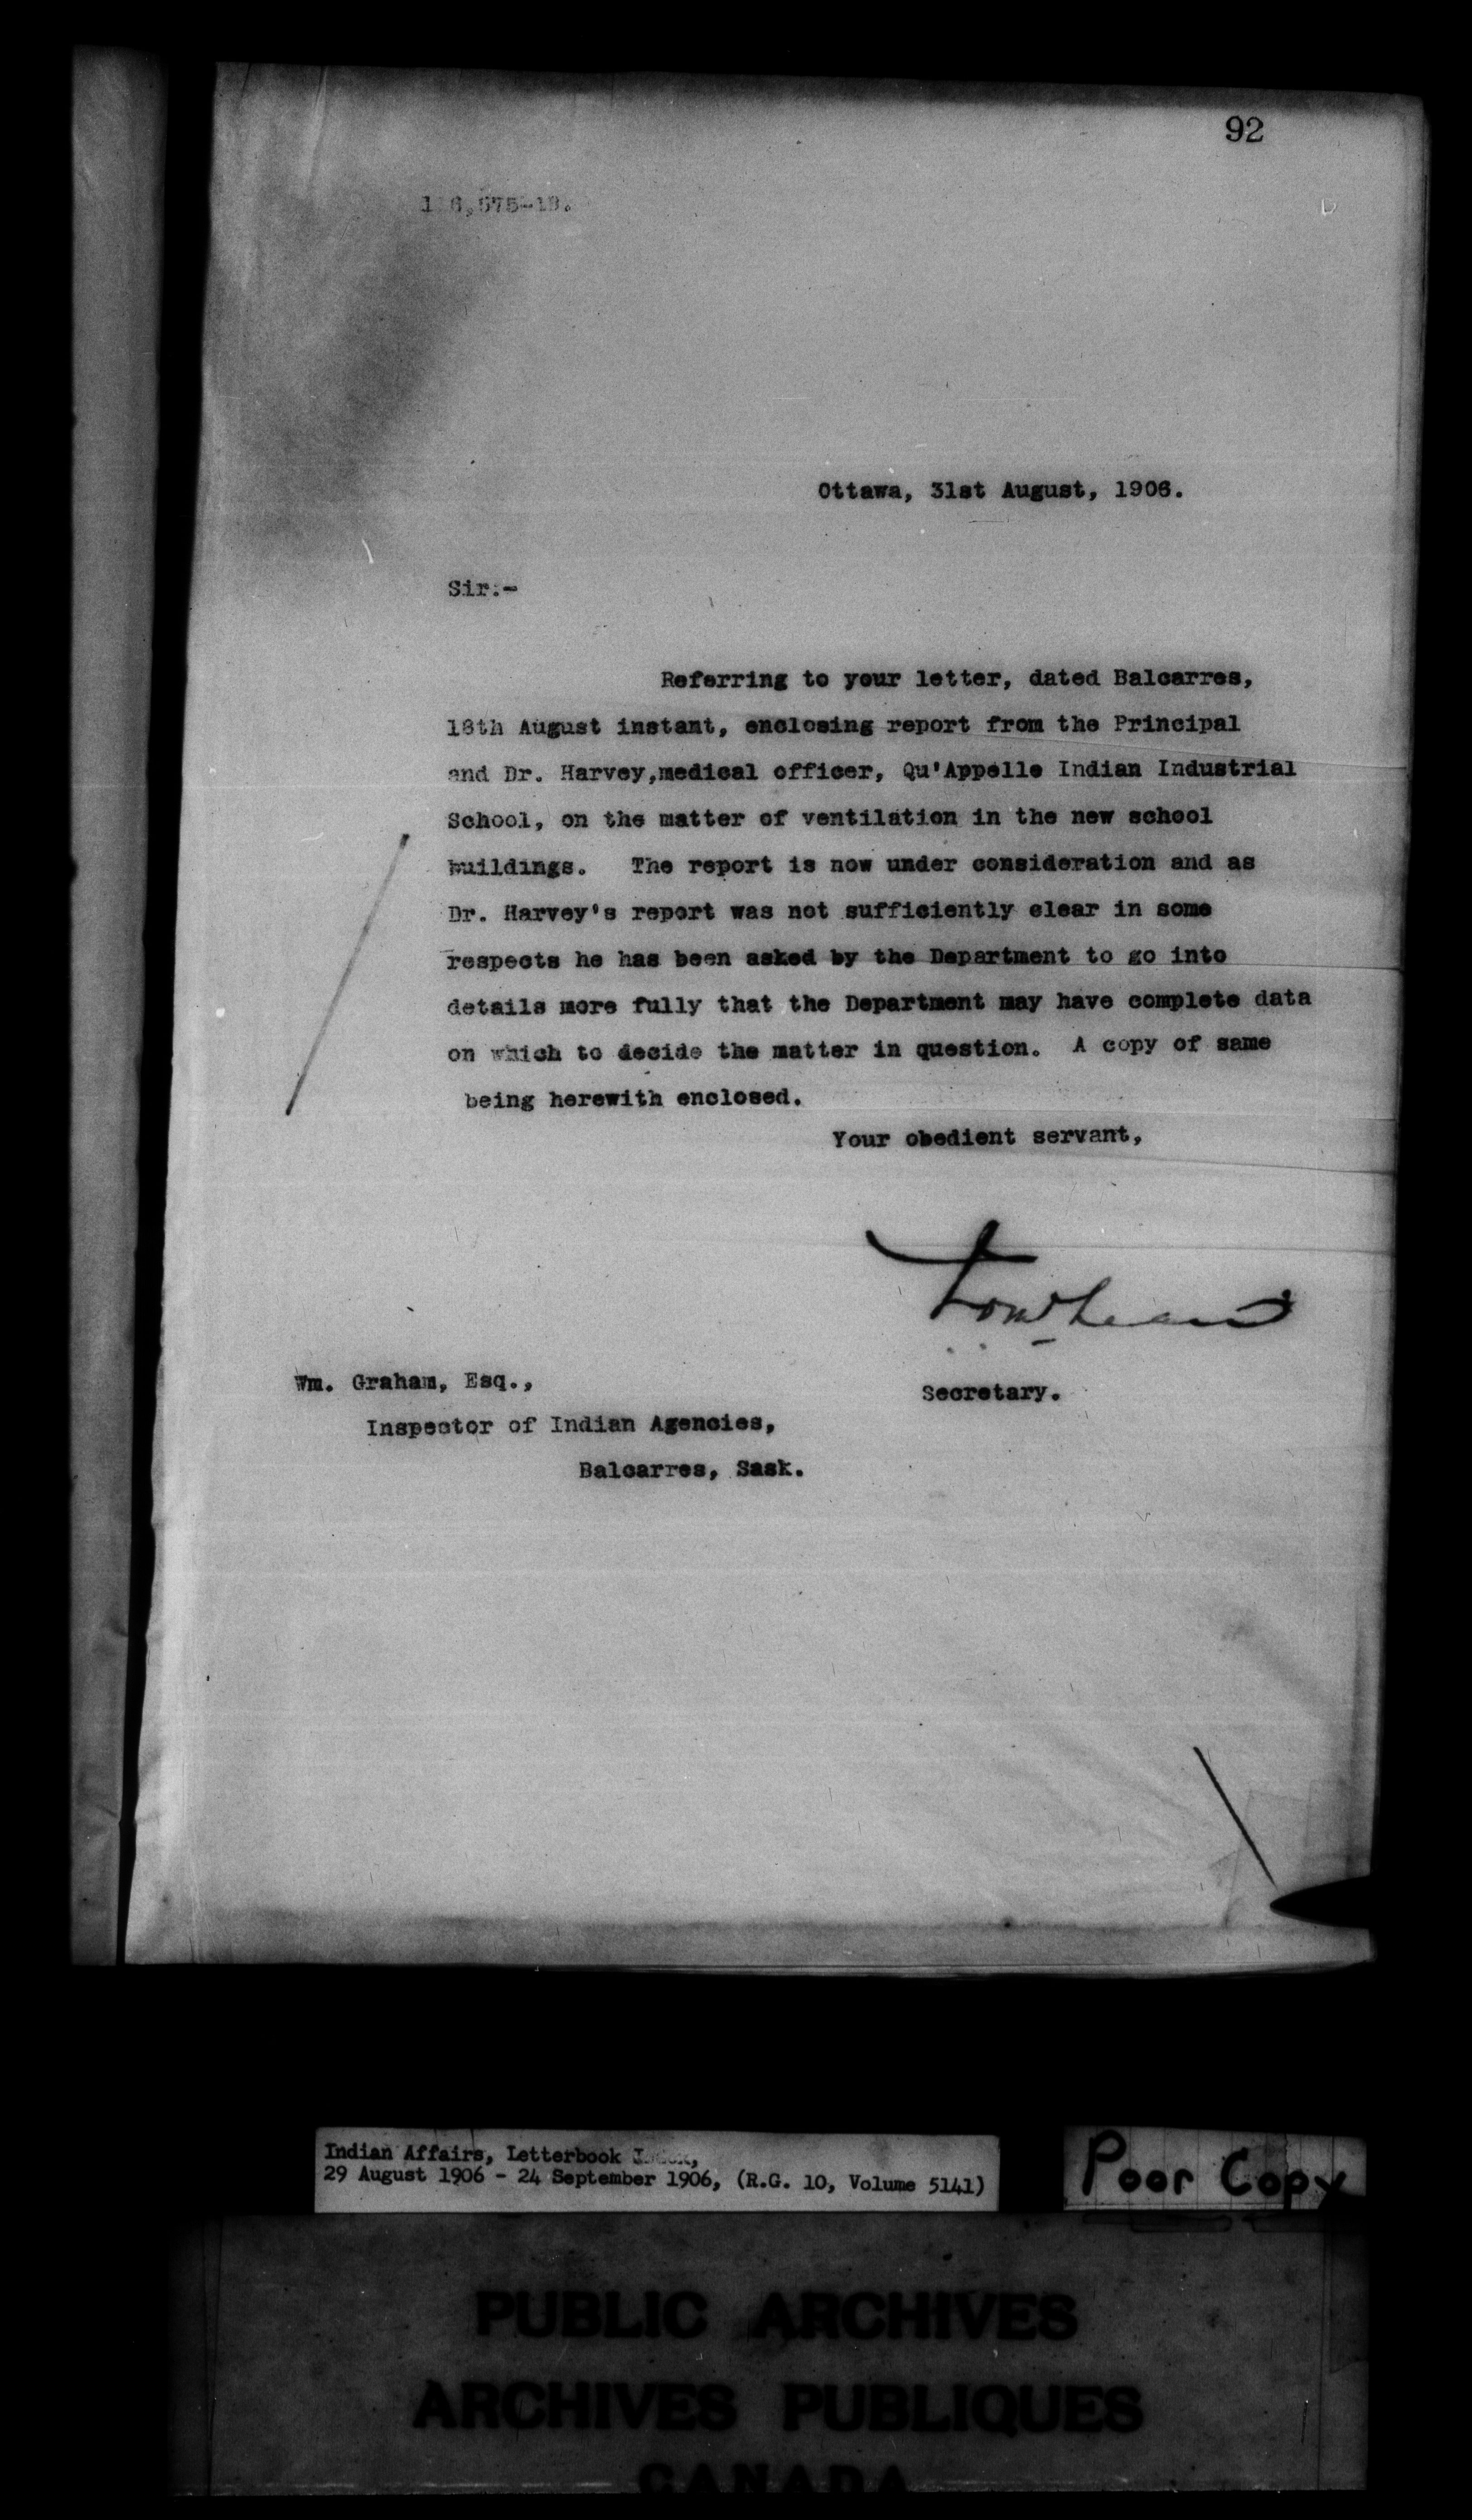 92
Ottawa, 31st August, 1906.
Sir:-
Referring to your letter, dated Balcarres,
18th August instant, enclosing report from the Principal
and Dr. Harvey,medical officer, Qu'Appelle Indian Industrial
School, on the matter of ventilation in the new school
buildings. The report is now under consideration and as
Dr. Harvey's report was not sufficiently clear in some
respects he has been asked by the Department to go into
details more fully that the Department may have complete data
on which to decide the matter in question. A copy of same
being herewith enclosed.
Your obedient servant,
Secretary.
Wm. Graham, Esq.,
Inspector of Indian Agencies,
Balcarres, Sask.
Indian Affairs, Letterbook
29 August 1906 - 24 September 1906, (R.G. 10, Volume 5141)
Poor Copy
PUBLIC ARCHIVES
ARCHIVES PUBLIQUES
CANADA